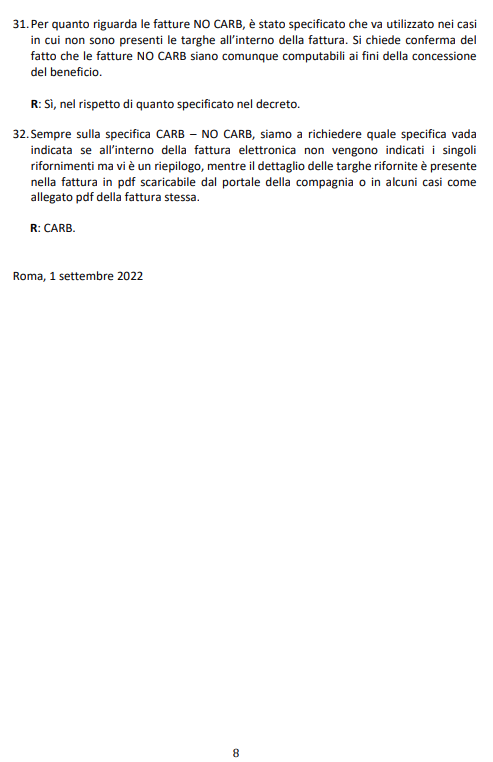 31. Per quanto riguarda le fatture NO CARB, è stato specificato che va utilizzato nei casi
in cui non sono presenti le targhe all’interno della fattura. Si chiede conferma del
fatto che le fatture NO CARB siano comunque computabili ai fini della concessione
del beneficio.
R: Sì, nel rispetto di quanto specificato nel decreto.
32. Sempre sulla specifica CARB – NO CARB, siamo a richiedere quale specifica vada
indicata se all’interno della fattura elettronica non vengono indicati i singoli
rifornimenti ma vi è un riepilogo, mentre il dettaglio delle targhe rifornite è presente
nella fattura in pdf scaricabile dal portale della compagnia o in alcuni casi come
allegato pdf della fattura stessa.
R: CARB.
Roma, 1 settembre 2022
8